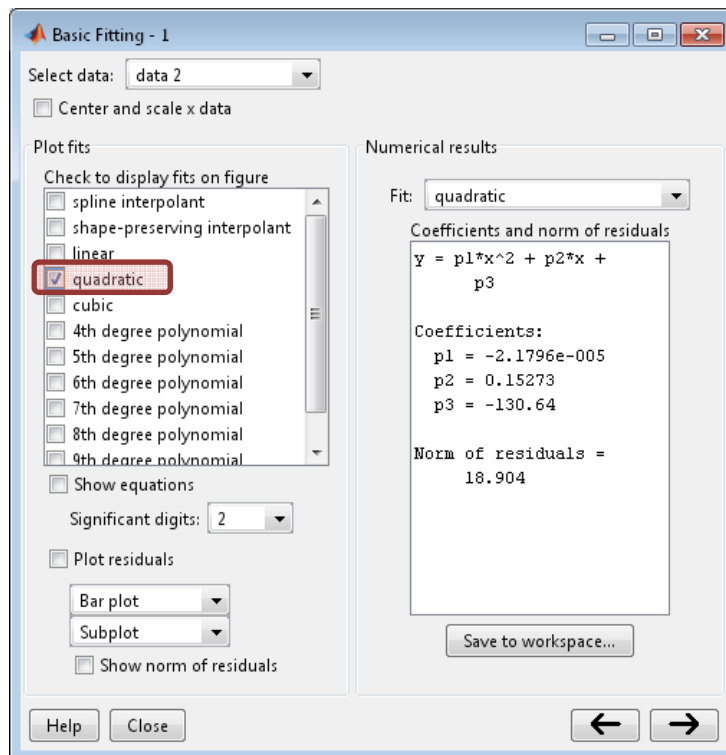 Basic Fitting - 1
Select data: data 2
Center and scale x data
Plot fits
Check to display fits on figure
spline interpolant
shape-preserving interpolant
linear
quadratic
cubic
4th degree polynomial
5th degree polynomial
6th degree polynomial
7th degree polynomial
8th degree polynomial
9th degree polynomial
Show equations
Significant digits: 2
Plot residuals
Bar plot
Subplot
Show norm of residuals
Numerical results
Fit: quadratic
Coefficients and norm of residuals
y = p1*x^2 + p2*x +
p3
Coefficients:
p1 = -2.1796e-005
p2 = 0.15273
p3 = -130.64
Norm of residuals =
18.904
Save to workspace...
Help
Close